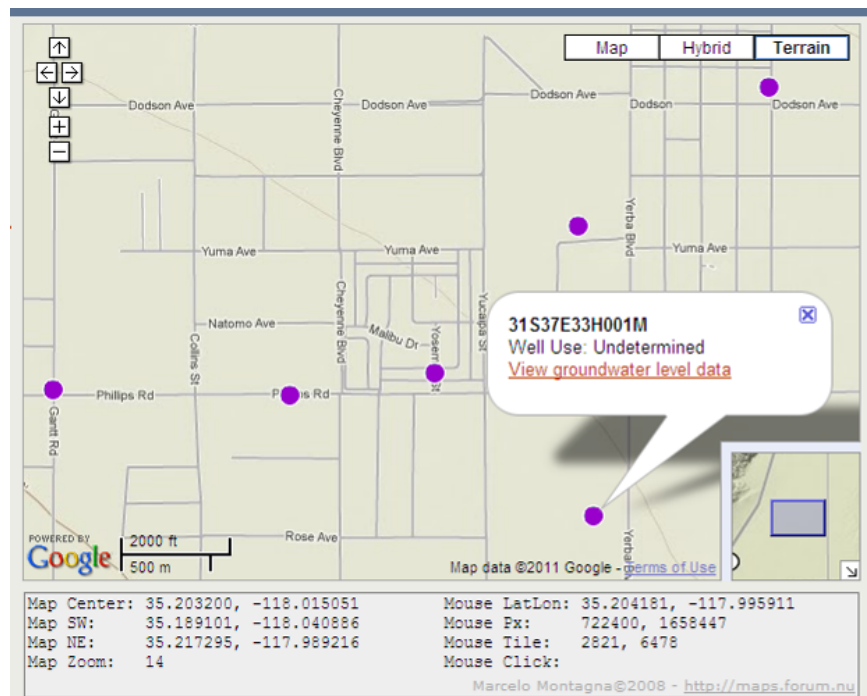 Map
Hybrid
Terrain
Dodson Ave
Dodson Ave
Dodson Ave
Dodson
Dodson Ave
Cheyenne Blvd
Yerba Blvd
Yuma Ave
Yuma Ave
Yuma Ave
Natomo Ave
Malibu Dr
Collins St
Cheyenne Blvd
Yucaipa St
31S37E33H001M
Well Use: Undetermined
View groundwater level data
Phillips Rd
Gantt Rd
Rose Ave
POWERED BY
Google
2000 ft
500 m
Map data ©2011 Google - Terms of Use
Map Center: 35.203200, -118.015051
Map SW: 35.189101, -118.040886
Map NE: 35.217295, -117.989216
Map Zoom: 14
Mouse LatLon: 35.204181, -117.995911
Mouse Px: 722400, 1658447
Mouse Tile: 2821, 6478
Mouse Click:
Marcelo Montagna©2008 - http://maps.forum.nu